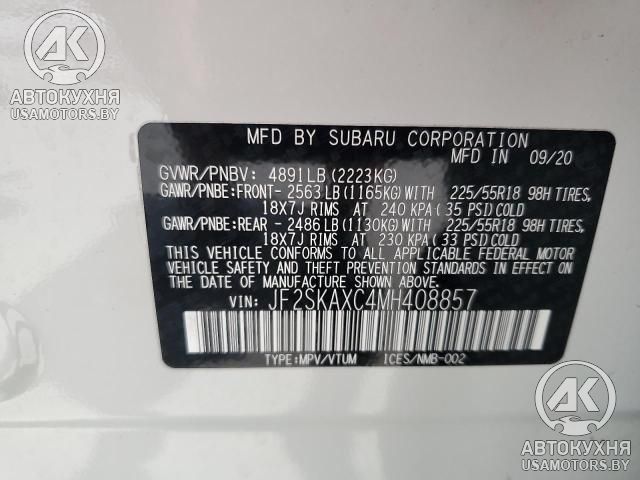 АК
АВТОКУХНЯ
USAMOTORS.BY
MFD BY SUBARU CORPORATION
MFD IN 09/20
GVWR/PNBV: 4891LB(2223KG)
GAWR/PNBE:FRONT- 2563LB(1165KG)WITH 225/55R18 98H TIRES,
18X7J RIMS AT 240 KPA(35 PSI)COLD
GAWR/PNBE:REAR - 2486LB(1130KG)WITH 225/55R18 98H TIRES,
18X7J RIMS AT 230 KPA(33 PSI)COLD
THIS VEHICLE CONFORMS TO ALL APPLICABLE FEDERAL MOTOR
VEHICLE SAFETY AND THEFT PREVENTION STANDARDS IN EFFECT ON
THE DATE OF MANUFACTURE SHOWN ABOVE.
VIN: JF2SKAXC4MH408857
TYPE:MPV/VTUM ICES/NMB-002
АК
АВТОКУХНЯ
USAMOTORS.BY